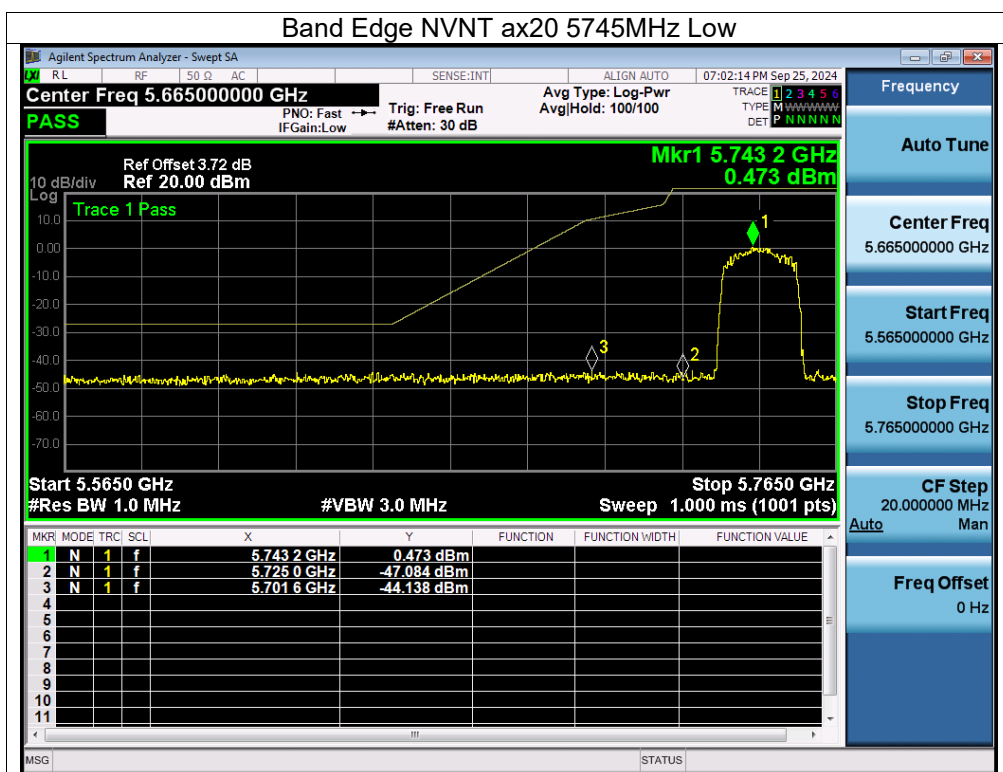 Band Edge NVNT ax20 5745MHz Low
Agilent Spectrum Analyzer - Swept SA
LXI RL RF 50 Ω AC SENSE:INT ALIGN AUTO 07:02:14 PM Sep 25, 2024
Center Freq 5.665000000 GHz
PASS
PNO: Fast
IFGain:Low
Trig: Free Run
#Atten: 30 dB
Avg Type: Log-Pwr
Avg|Hold: 100/100
TRACE 1 2 3 4 5 6
TYPE M WWWWW
DET P N N N N N
Ref Offset 3.72 dB
10 dB/div Ref 20.00 dBm
Log
Mkr1 5.743 2 GHz
0.473 dBm
Trace 1 Pass
10.0
0.00
-10.0
-20.0
-30.0
-40.0
-50.0
-60.0
-70.0
1
3
2
Start 5.5650 GHz Stop 5.7650 GHz
#Res BW 1.0 MHz #VBW 3.0 MHz Sweep 1.000 ms (1001 pts)
MKR MODE TRC SCL X Y FUNCTION FUNCTION WIDTH FUNCTION VALUE
1 N 1 f 5.743 2 GHz 0.473 dBm
2 N 1 f 5.725 0 GHz -47.084 dBm
3 N 1 f 5.701 6 GHz -44.138 dBm
4
5
6
7
8
9
10
11
MSG STATUS
Frequency
Auto Tune
Center Freq
5.665000000 GHz
Start Freq
5.565000000 GHz
Stop Freq
5.765000000 GHz
CF Step
20.000000 MHz
Auto Man
Freq Offset
0 Hz